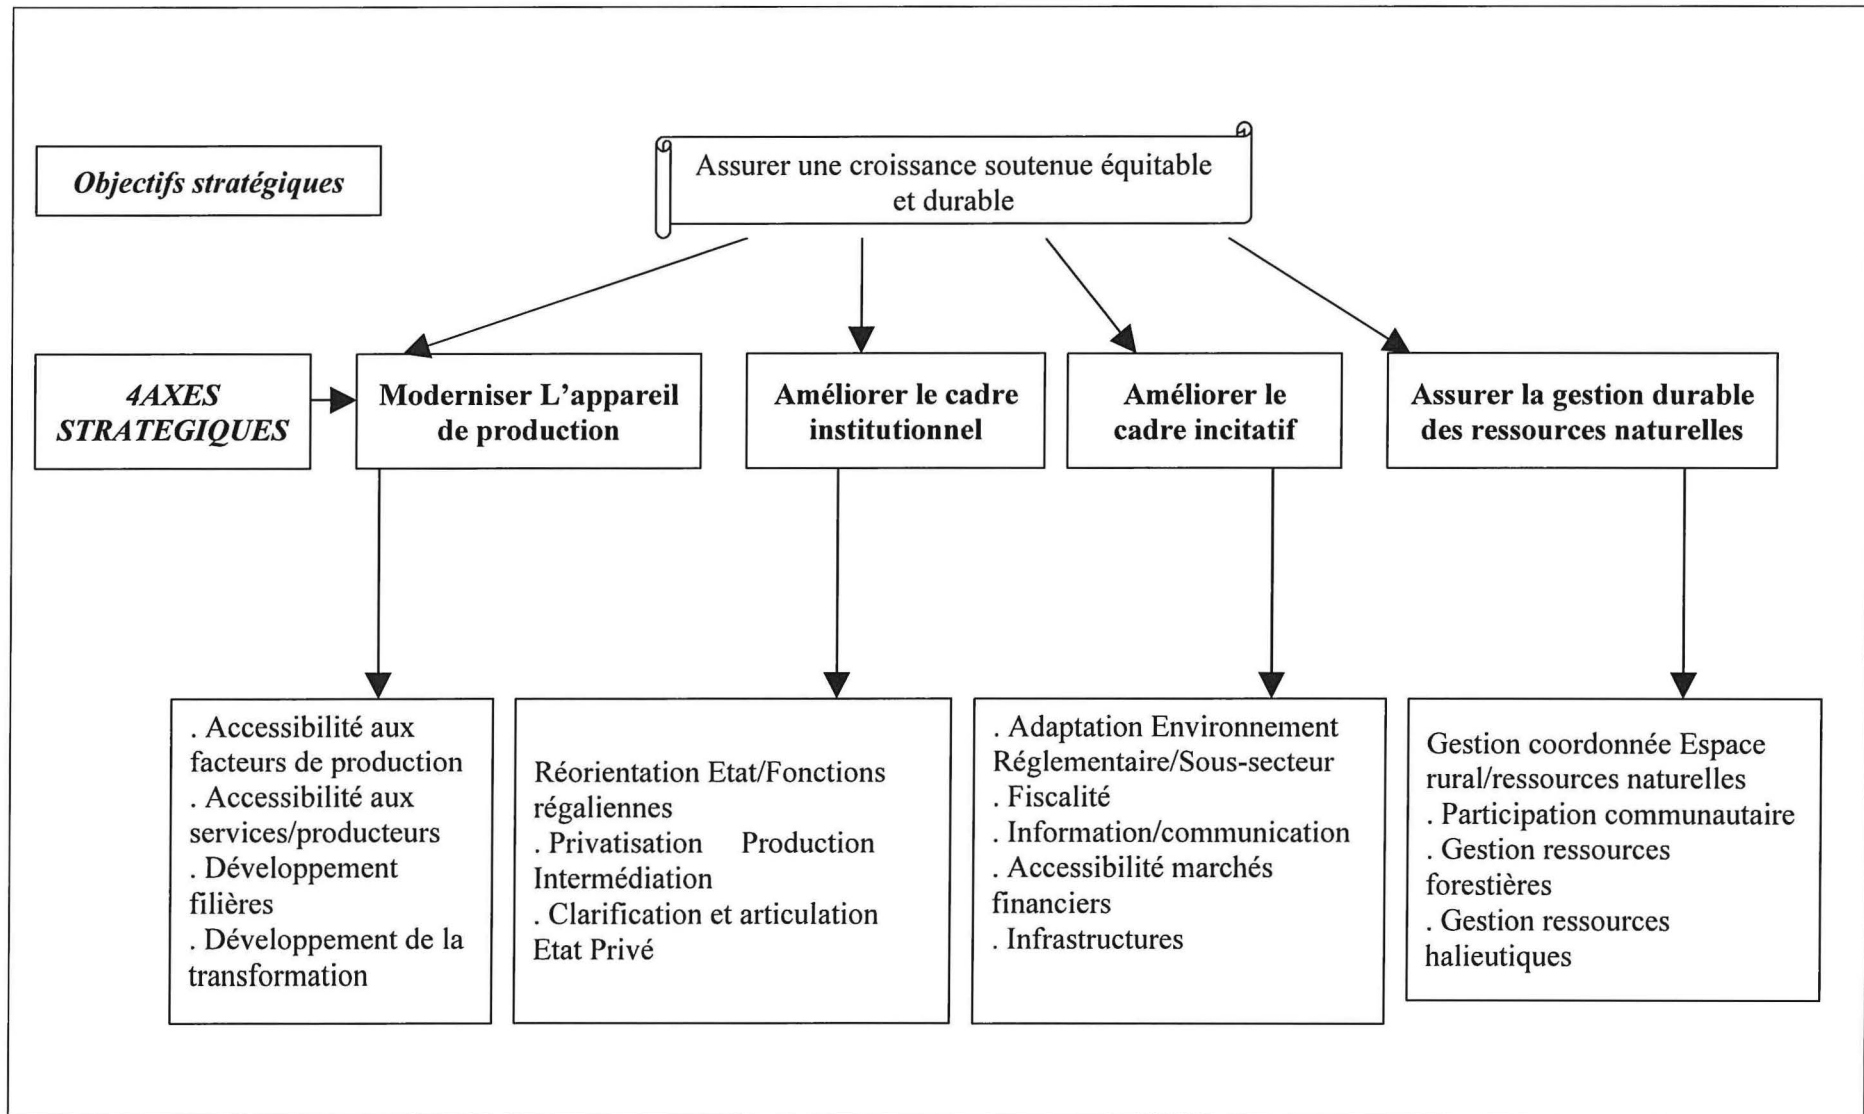 Objectifs stratégiques
Assurer une croissance soutenue équitable
et durable
4AXES
STRATEGIQUES
Moderniser L'appareil
de production
Améliorer le cadre
institutionnel
Améliorer le
cadre incitatif
Assurer la gestion durable
des ressources naturelles
. Accessibilité aux
facteurs de production
. Accessibilité aux
services/producteurs
. Développement
filières
. Développement de la
transformation
Réorientation Etat/Fonctions
régaliennes
. Privatisation Production
Intermédiation
. Clarification et articulation
Etat Privé
. Adaptation Environnement
Réglementaire/Sous-secteur
. Fiscalité
. Information/communication
. Accessibilité marchés
financiers
. Infrastructures
Gestion coordonnée Espace
rural/ressources naturelles
. Participation communautaire
. Gestion ressources
forestières
. Gestion ressources
halieutiques